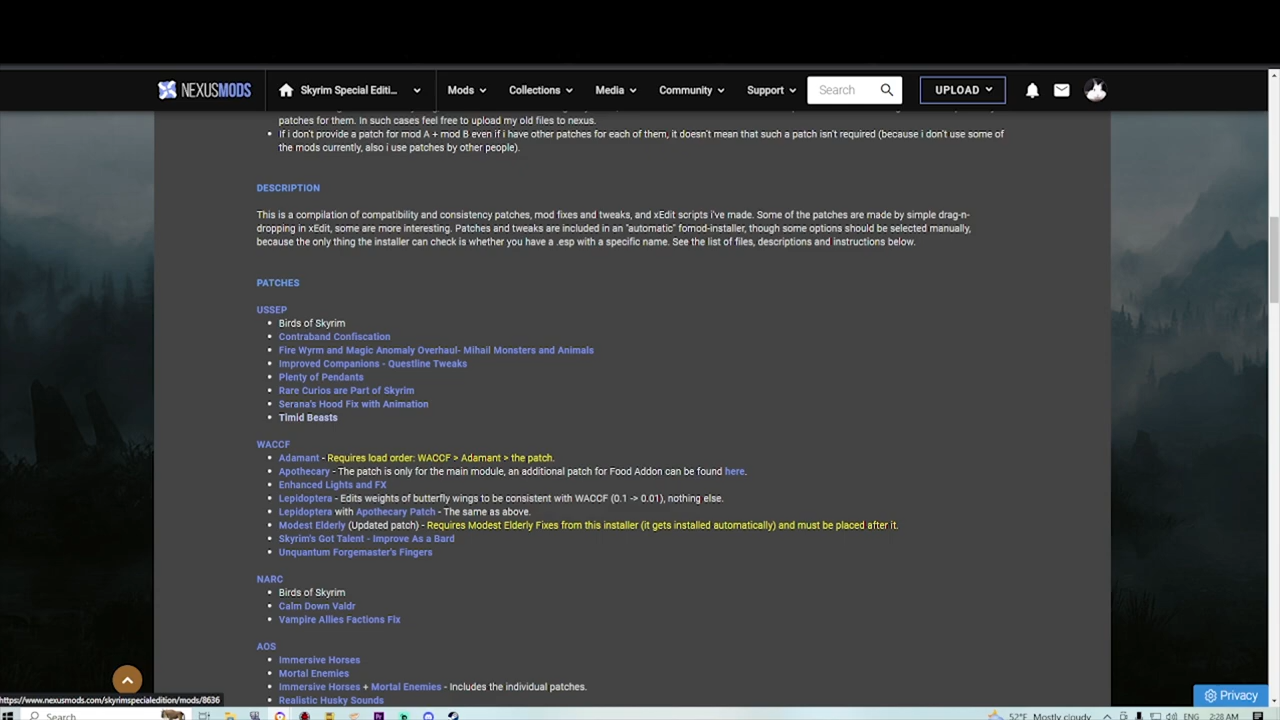 NEXUSMODS
Skyrim Special Editi...
Mods
Collections
Media
Community
Support
Search
UPLOAD
patches for them. In such cases feel free to upload my old files to nexus.
If i don't provide a patch for mod A + mod B even if i have other patches for each of them, it doesn't mean that such a patch isn't required (because i don't use some of
the mods currently, also i use patches by other people).
DESCRIPTION
This is a compilation of compatibility and consistency patches, mod fixes and tweaks, and xEdit scripts i've made. Some of the patches are made by simple drag-n-
dropping in xEdit, some are more interesting. Patches and tweaks are included in an "automatic" fomod-installer, though some options should be selected manually,
because the only thing the installer can check is whether you have a .esp with a specific name. See the list of files, descriptions and instructions below.
PATCHES
USSEP
Birds of Skyrim
Contraband Confiscation
Fire Wyrm and Magic Anomaly Overhaul- Mihail Monsters and Animals
Improved Companions - Questline Tweaks
Plenty of Pendants
Rare Curios are Part of Skyrim
Serana's Hood Fix with Animation
Timid Beasts
WACCF
Adamant - Requires load order: WACCF > Adamant > the patch.
Apothecary - The patch is only for the main module, an additional patch for Food Addon can be found here.
Enhanced Lights and FX
Lepidoptera - Edits weights of butterfly wings to be consistent with WACCF (0.1 -> 0.01), nothing else.
Lepidoptera with Apothecary Patch - The same as above.
Modest Elderly (Updated patch) - Requires Modest Elderly Fixes from this installer (it gets installed automatically) and must be placed after it.
Skyrim's Got Talent - Improve As a Bard
Unquantum Forgemaster's Fingers
NARC
Birds of Skyrim
Calm Down Valdr
Vampire Allies Factions Fix
AOS
Immersive Horses
Mortal Enemies
Immersive Horses + Mortal Enemies - Includes the individual patches.
Realistic Husky Sounds
Privacy
https://www.nexusmods.com/skyrimspecialedition/mods/8636
Search
52°F Mostly cloudy
ENG
2:28 AM